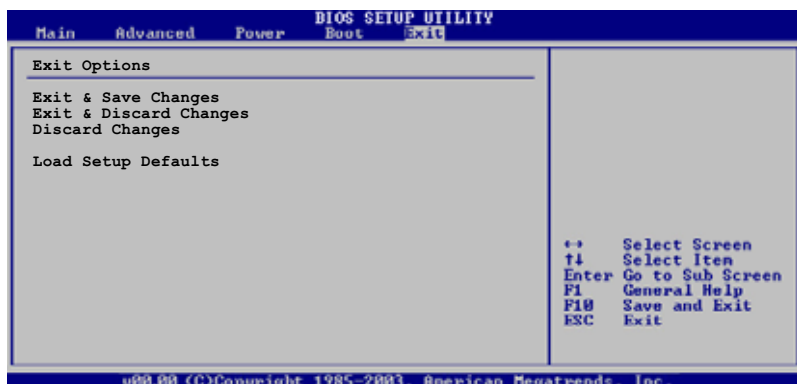 BIOS SETUP UTILITY
Main Advanced Power Boot Exit
Exit Options
Exit & Save Changes
Exit & Discard Changes
Discard Changes
Load Setup Defaults
←→ Select Screen
↑↓ Select Item
Enter Go to Sub Screen
F1 General Help
F10 Save and Exit
ESC Exit
v00.00 (C)Copyright 1985-2003, American Megatrends, Inc.